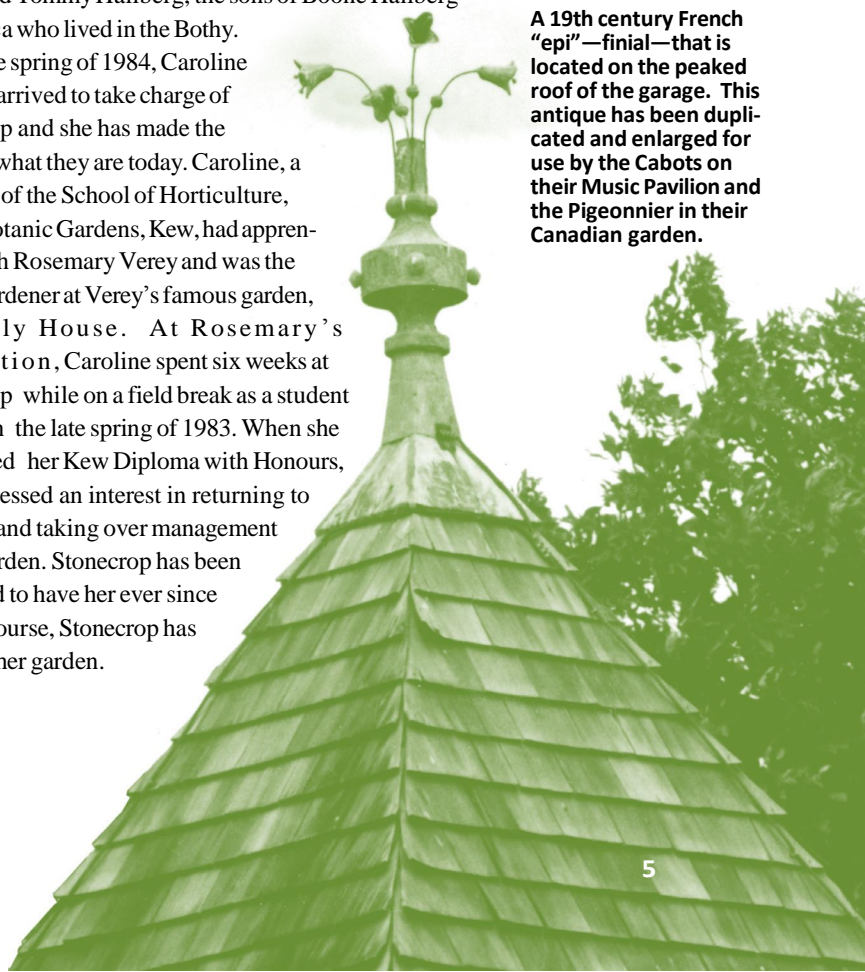 d Tommy Hallberg, the sons of Boone Hallberg
ca who lived in the Bothy.
e spring of 1984, Caroline
arrived to take charge of
p and she has made the
what they are today. Caroline, a
of the School of Horticulture,
otanic Gardens, Kew, had appren-
h Rosemary Verey and was the
rdener at Verey’s famous garden,
ly House. At Rosemary’s
tion, Caroline spent six weeks at
p while on a field break as a student
n the late spring of 1983. When she
ed her Kew Diploma with Honours,
essed an interest in returning to
and taking over management
rden. Stonecrop has been
d to have her ever since
ourse, Stonecrop has
her garden.
A 19th century French
“epi”—finial—that is
located on the peaked
roof of the garage. This
antique has been dupli-
cated and enlarged for
use by the Cabots on
their Music Pavilion and
the Pigeonnier in their
Canadian garden.
5